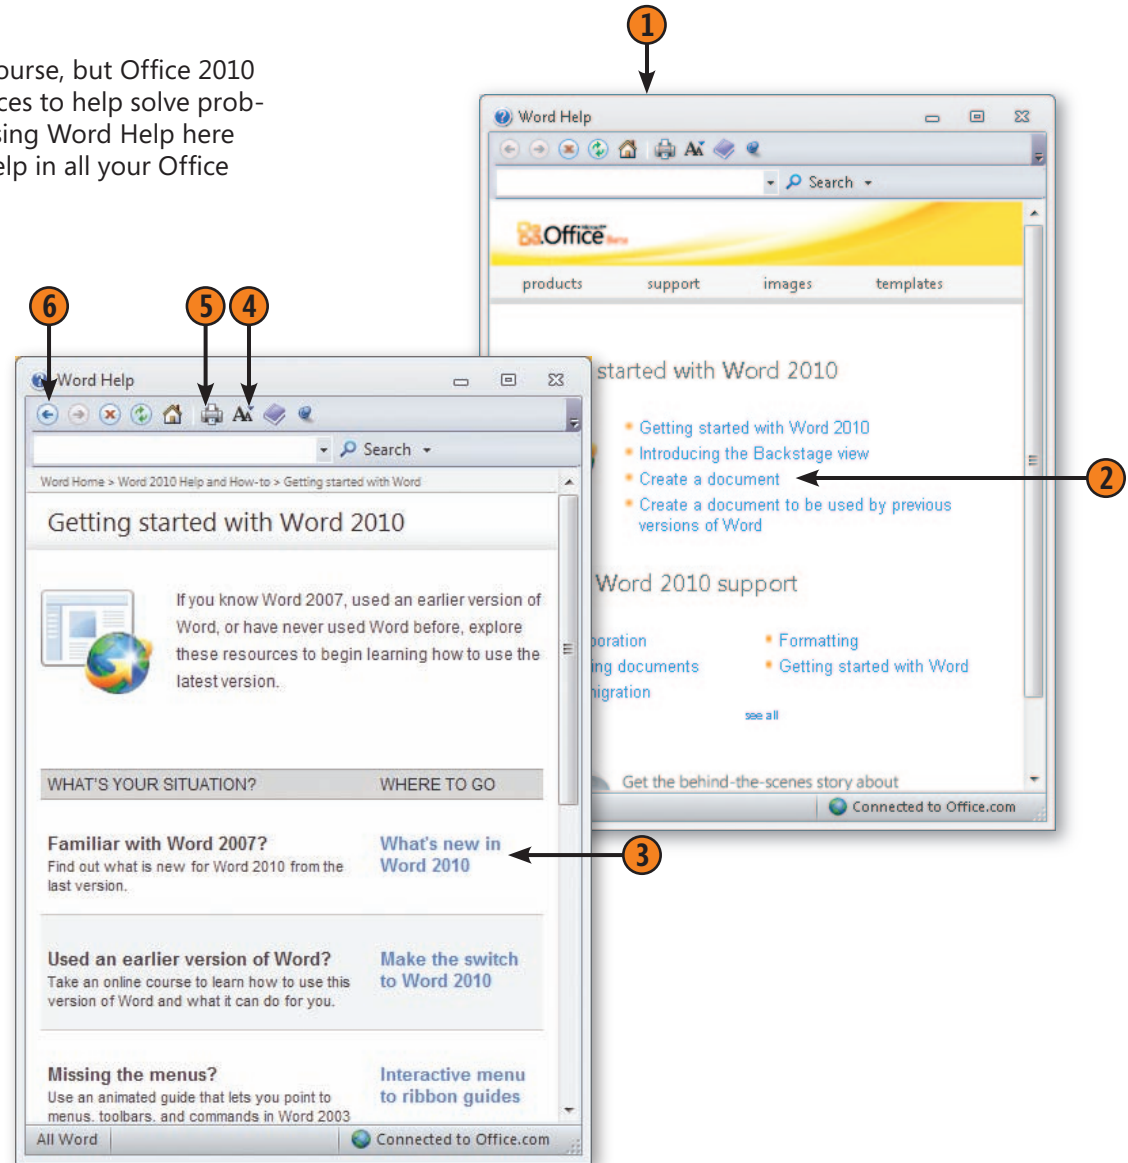 ourse, but Office 2010
ces to help solve prob-
sing Word Help here
elp in all your Office
1
Word Help
Search
Office
Beta
products support images templates
started with Word 2010
Getting started with Word 2010
Introducing the Backstage view
Create a document
Create a document to be used by previous
versions of Word
2
Word 2010 support
poration
Formatting
ing documents
Getting started with Word
nigration
see all
Get the behind-the-scenes story about
Connected to Office.com
6 5 4
Word Help
Search
Word Home > Word 2010 Help and How-to > Getting started with Word
Getting started with Word 2010
If you know Word 2007, used an earlier version of
Word, or have never used Word before, explore
these resources to begin learning how to use the
latest version.
WHAT'S YOUR SITUATION? WHERE TO GO
Familiar with Word 2007?
Find out what is new for Word 2010 from the
last version.
What's new in
Word 2010
3
Used an earlier version of Word?
Take an online course to learn how to use this
version of Word and what it can do for you.
Make the switch
to Word 2010
Missing the menus?
Use an animated guide that lets you point to
menus, toolbars, and commands in Word 2003
Interactive menu
to ribbon guides
All Word
Connected to Office.com